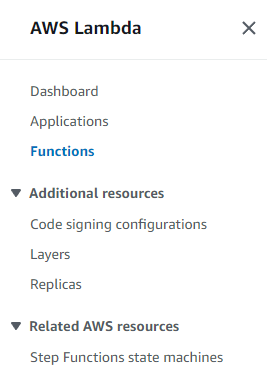 AWS Lambda
Dashboard
Applications
Functions
Additional resources
Code signing configurations
Layers
Replicas
Related AWS resources
Step Functions state machines